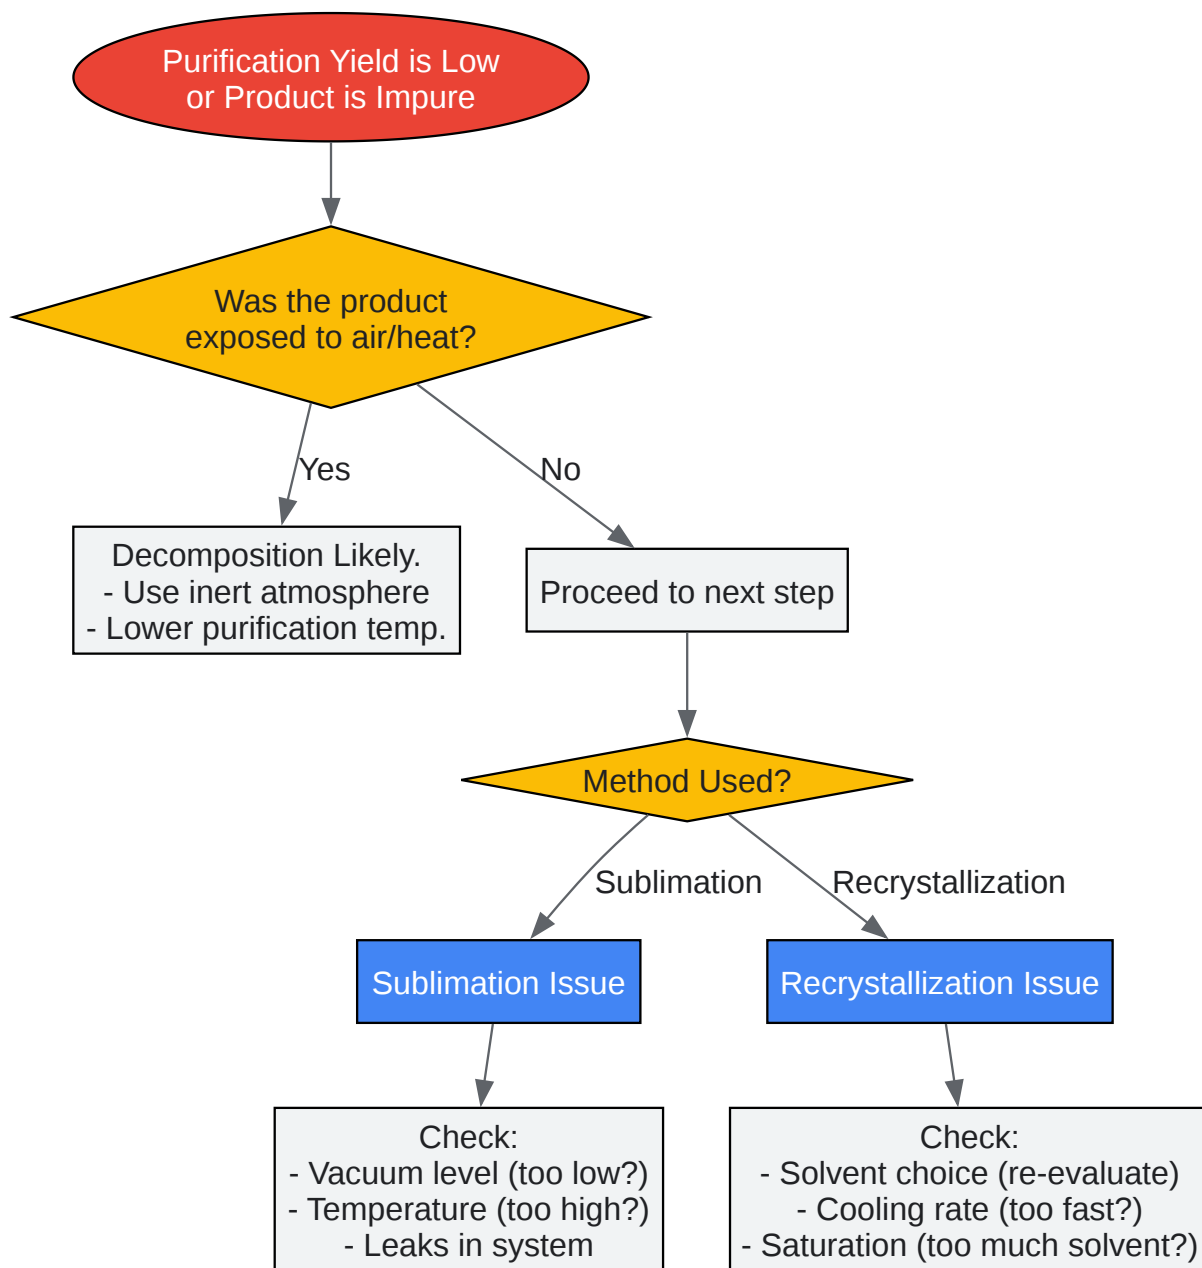 Purification Yield is Low
or Product is Impure
Was the product
exposed to air/heat?
Yes
No
Decomposition Likely.
- Use inert atmosphere
- Lower purification temp.
Proceed to next step
Method Used?
Sublimation
Recrystallization
Sublimation Issue
Recrystallization Issue
Check:
- Vacuum level (too low?)
- Temperature (too high?)
- Leaks in system
Check:
- Solvent choice (re-evaluate)
- Cooling rate (too fast?)
- Saturation (too much solvent?)